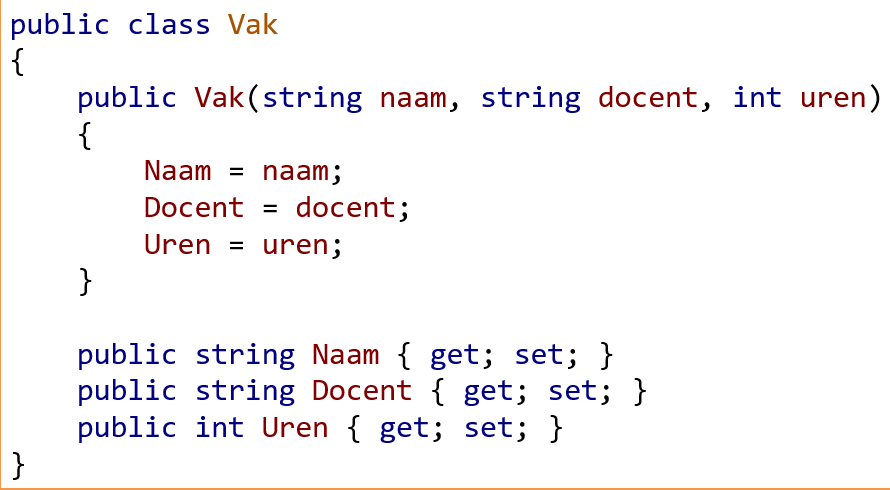 public class Vak
{
    public Vak(string naam, string docent, int uren)
    {
        Naam = naam;
        Docent = docent;
        Uren = uren;
    }

    public string Naam { get; set; }
    public string Docent { get; set; }
    public int Uren { get; set; }
}